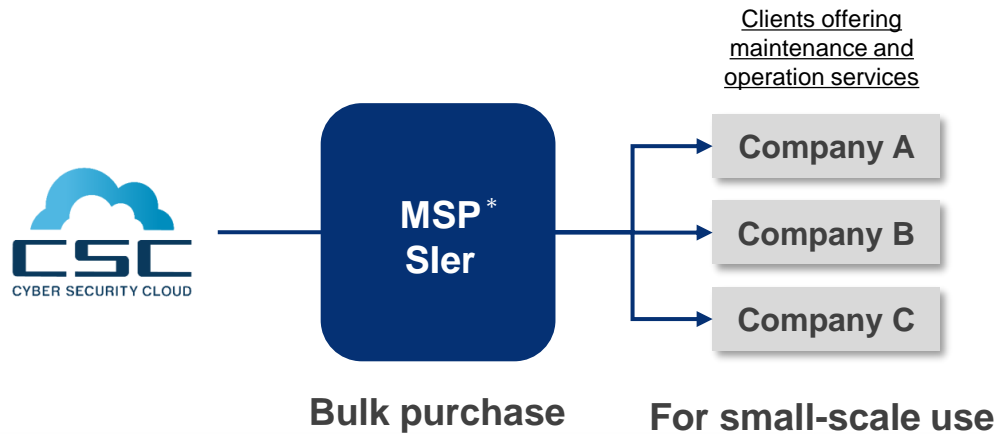 Clients offering
maintenance and
operation services
CSC
CYBER SECURITY CLOUD
MSP*
SIer
Company A
Company B
Company C
Bulk purchase
For small-scale use